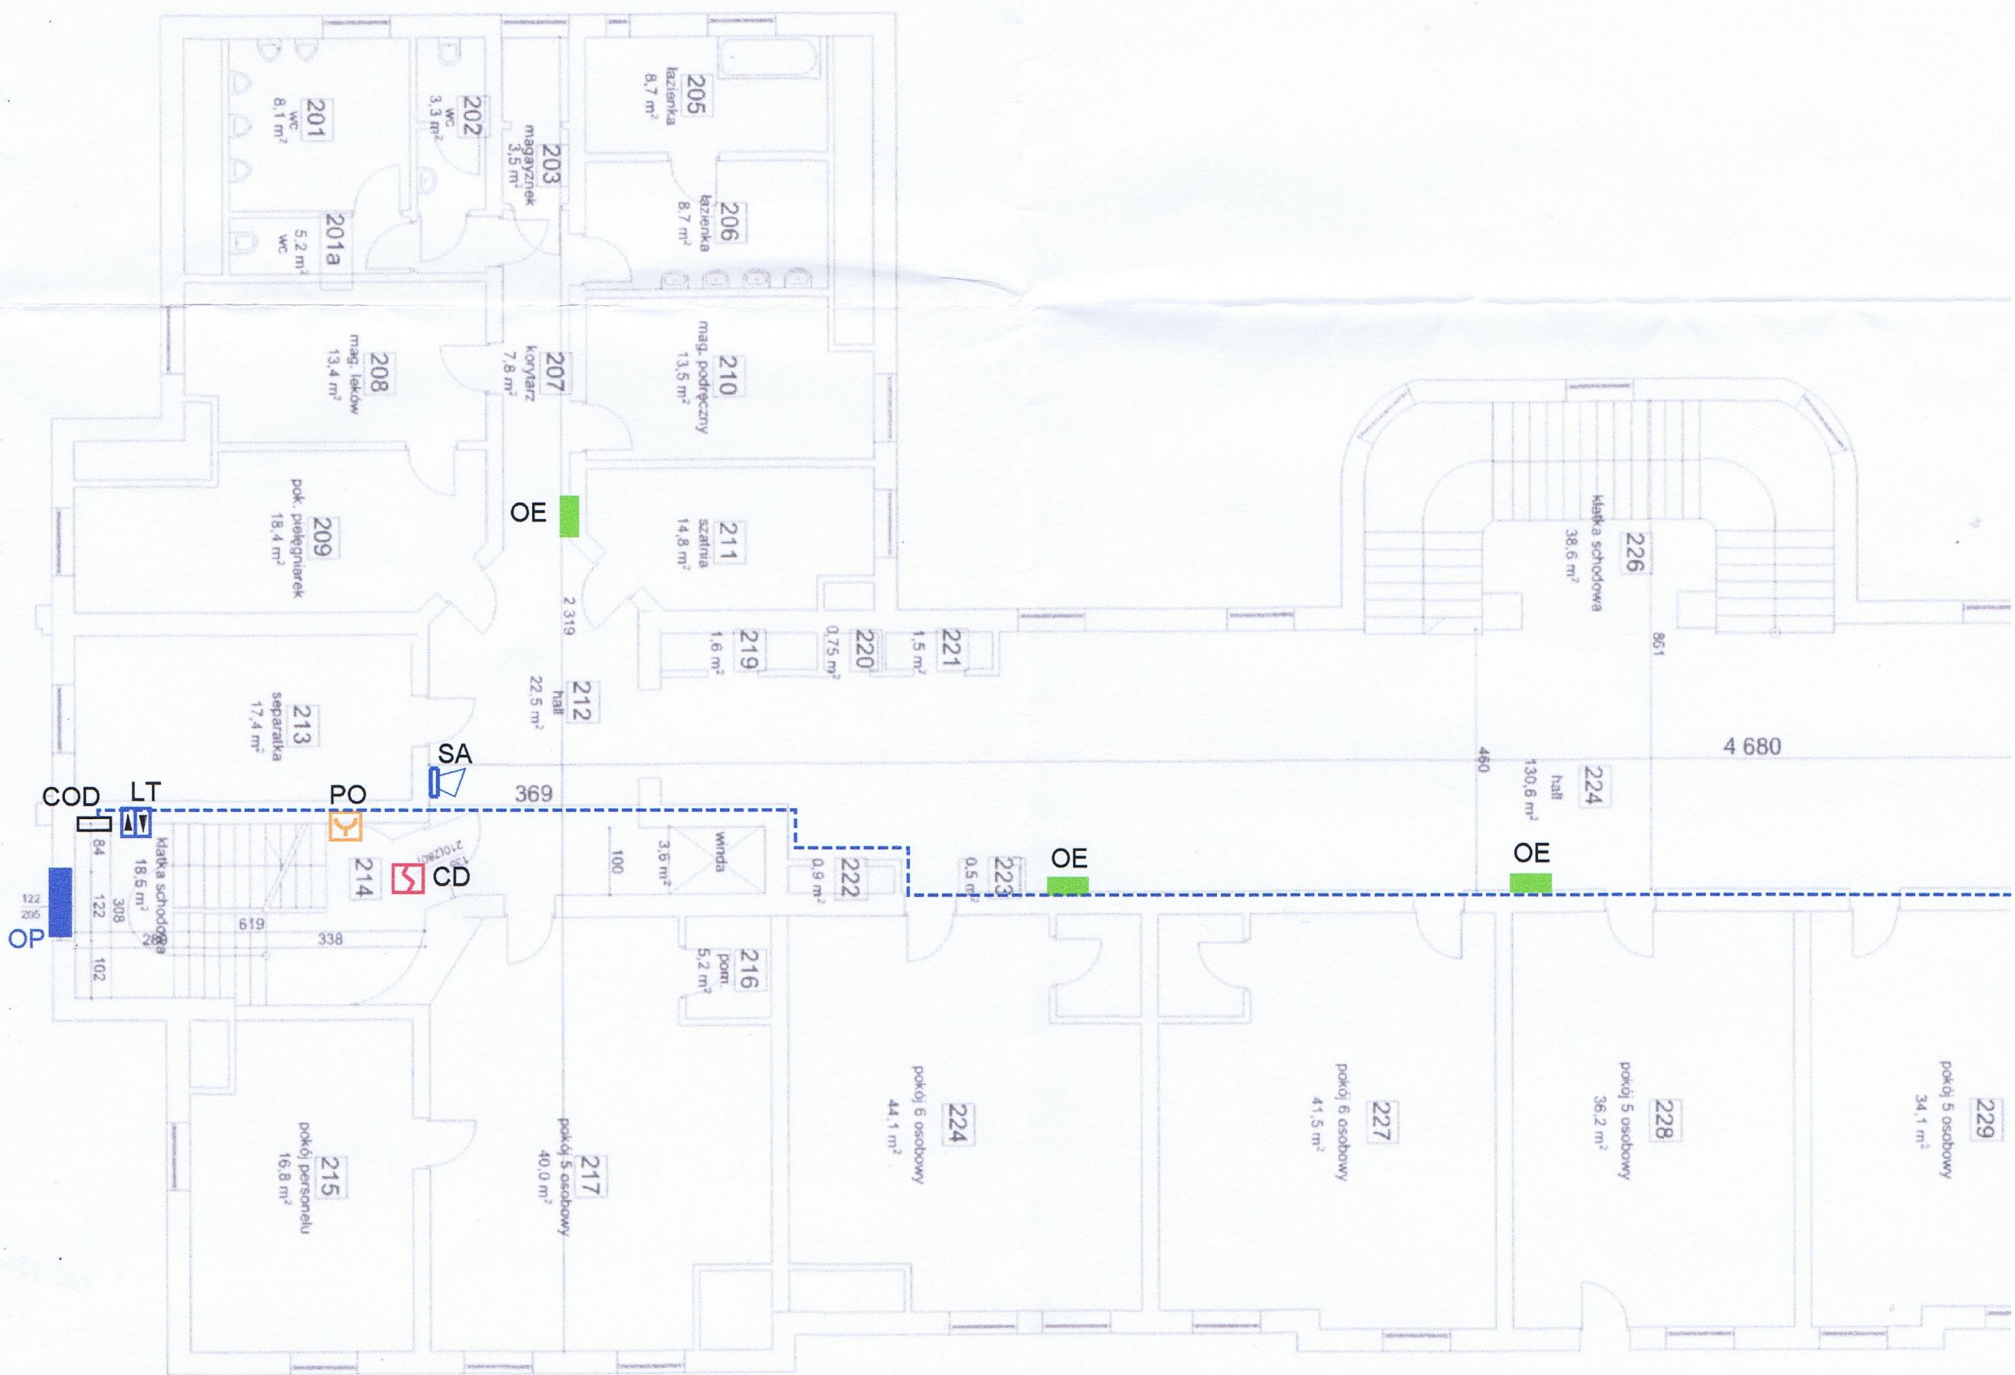 201
wc
8,1 m²
202
wc
3,3 m²
203
magayznek
3,5 m²
205
łazienka
8,7 m²
206
łazienka
8,7 m²
201a
wc
5,2 m²
208
mag. leków
13,4 m²
207
korytarz
7,8 m²
210
mag. podręczny
13,5 m²
209
pok. pielęgniarek
18,4 m²
OE
211
szatnia
14,8 m²
2 319
226
klatka schodowa
38,6 m²
861
219
1,6 m²
220
0,75 m²
221
1,5 m²
212
hall
22,5 m²
213
separatka
17,4 m²
SA
460
4 680
224
hall
130,6 m²
COD
LT
PO
369
84
klatka schodowa
18,5 m²
214
CD
100
winda
3,6 m²
222
0,9 m²
223
0,5 m²
OE
OE
122
205
OP
122
308
619
338
102
216
pom.
5,2 m²
215
pokój personelu
16,8 m²
217
pokój 5 osobowy
40,0 m²
224
pokój 6 osobowy
44,1 m²
227
pokój 6 osobowy
41,5 m²
228
pokój 5 osobowy
36,2 m²
229
pokój 5 osobowy
34,1 m²